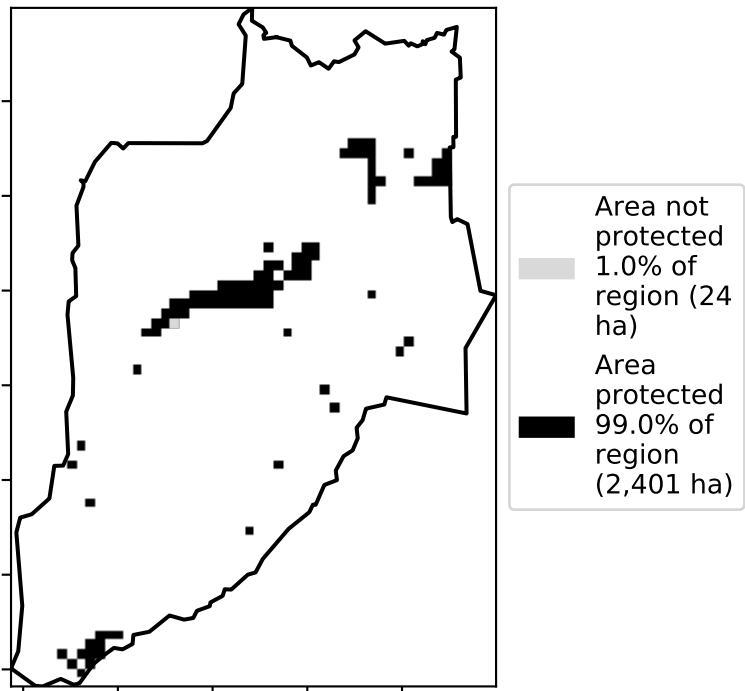 Area not
protected
1.0% of
region (24
ha)
Area
protected
99.0% of
region
(2,401 ha)